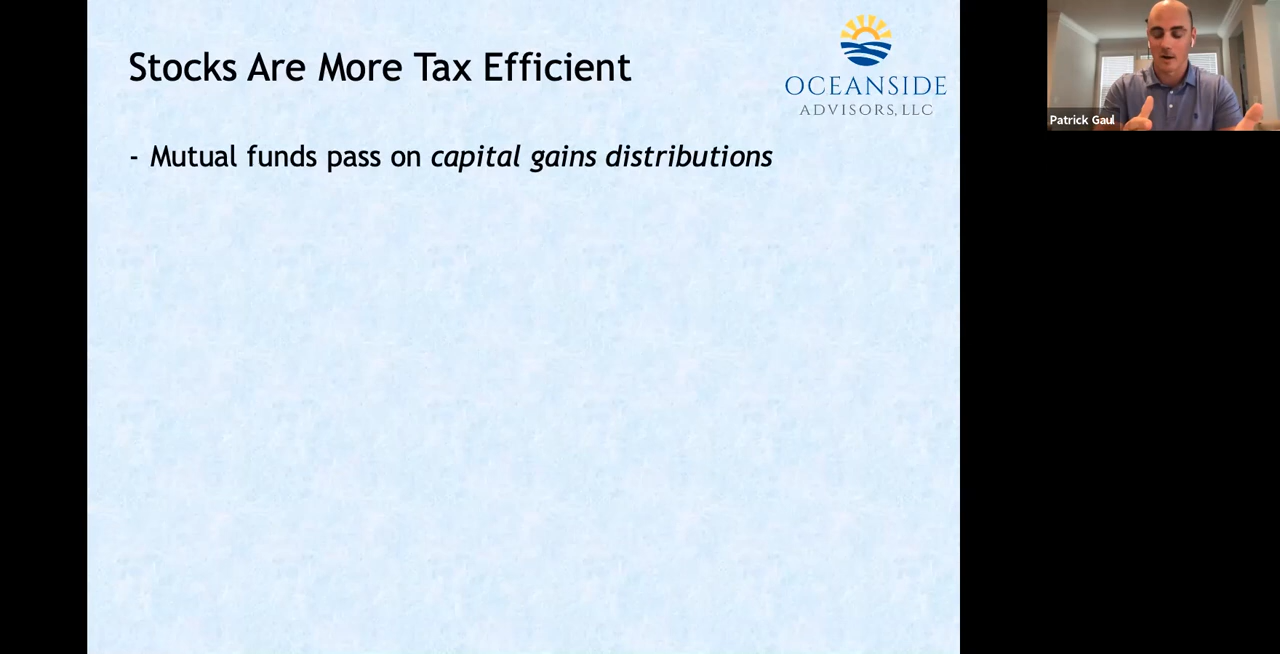 Stocks Are More Tax Efficient
OCEANSIDE
ADVISORS, LLC
- Mutual funds pass on capital gains distributions
Patrick Gaul